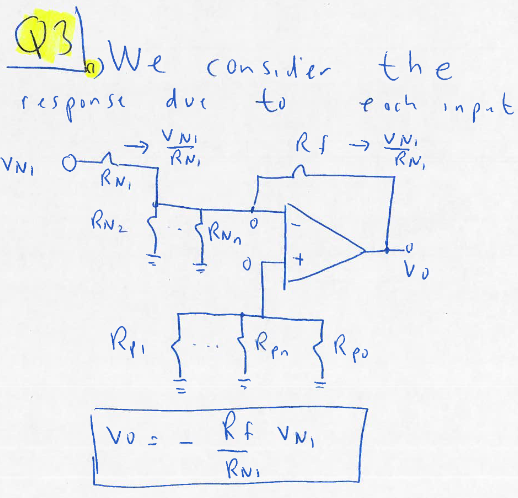 Q3
a) We consider the
response due to each input
→ VN1/RN1
Rf → VN1/RN1
VN1
RN1
RN2
...
RNn
0
-
0
+
Vo
Rp1
...
Rpn
Rpo
Vo = - Rf/RN1 VN1